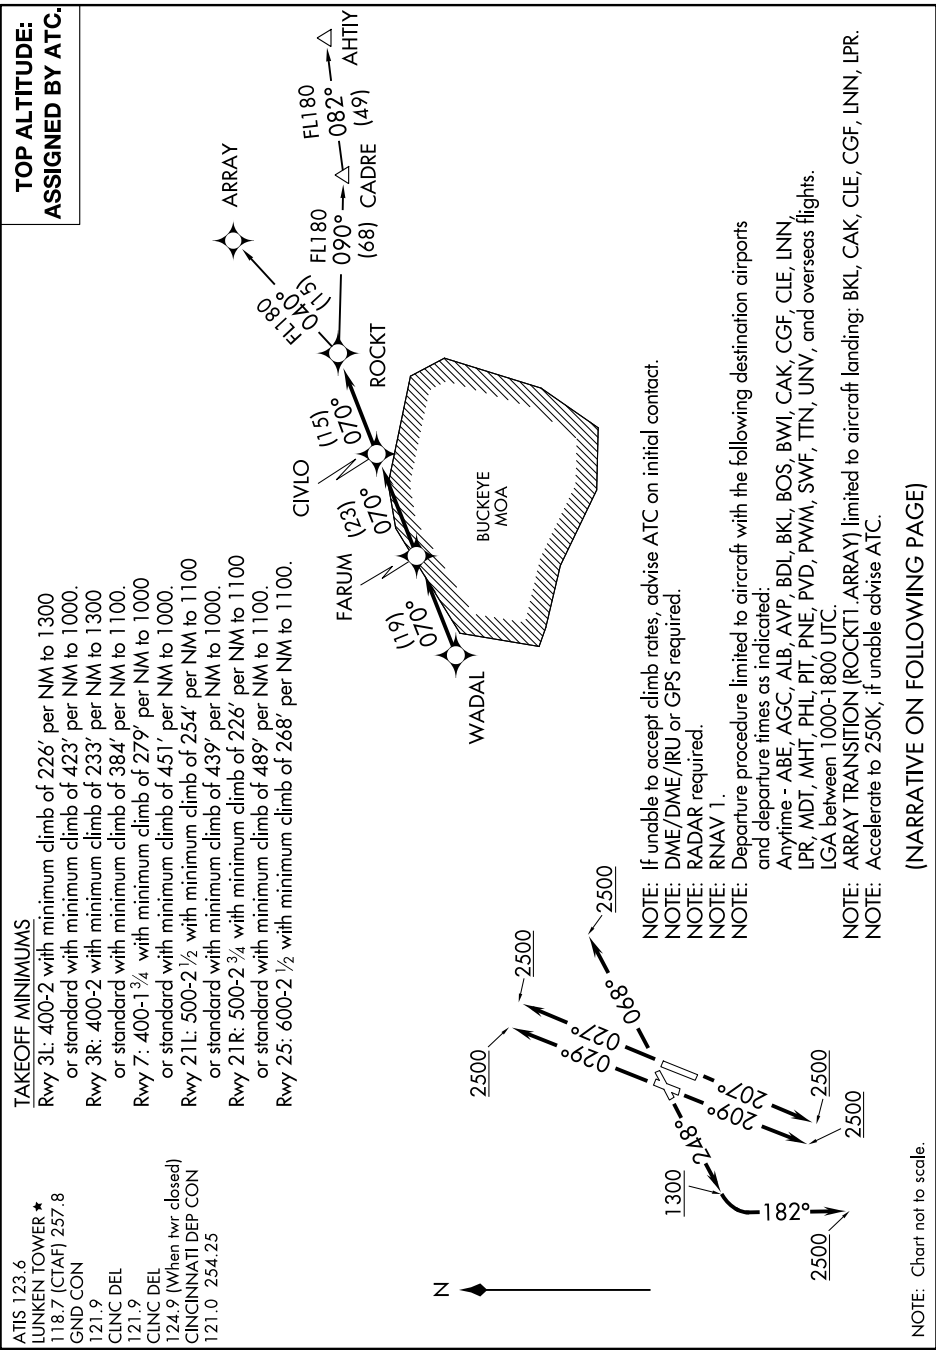 TOP ALTITUDE:
ASSIGNED BY ATC.
ATIS 123.6
LUNKEN TOWER ★
118.7 (CTAF) 257.8
GND CON
121.9
CLNC DEL
121.9
CLNC DEL
124.9 (When twr closed)
CINCINNATI DEP CON
121.0 254.25
TAKEOFF MINIMUMS
Rwy 3L: 400-2 with minimum climb of 226' per NM to 1300
or standard with minimum climb of 423' per NM to 1000.
Rwy 3R: 400-2 with minimum climb of 233' per NM to 1300
or standard with minimum climb of 384' per NM to 1100.
Rwy 7: 400-1¾ with minimum climb of 279' per NM to 1000
or standard with minimum climb of 451' per NM to 1000.
Rwy 21L: 500-2½ with minimum climb of 254' per NM to 1100
or standard with minimum climb of 439' per NM to 1000.
Rwy 21R: 500-2¾ with minimum climb of 226' per NM to 1100
or standard with minimum climb of 489' per NM to 1100.
Rwy 25: 600-2½ with minimum climb of 268' per NM to 1100.
ARRAY
FL180
040°
(15)
FL180
090°
(68)
CADRE
FL180
082°
(49)
AHTIY
ROCKT
(15)
070°
CIVLO
(23)
070°
FARUM
(19)
070°
WADAL
BUCKEYE
MOA
N
2500
029°
2500
027°
2500
068°
1300
248°
182°
2500
209°
2500
207°
2500
NOTE: If unable to accept climb rates, advise ATC on initial contact.
NOTE: DME/DME/IRU or GPS required.
NOTE: RADAR required.
NOTE: RNAV 1.
NOTE: Departure procedure limited to aircraft with the following destination airports
and departure times as indicated:
Anytime - ABE, AGC, ALB, AVP, BDL, BKL, BOS, BWI, CAK, CGF, CLE, LNN,
LPR, MDT, MHT, PHL, PIT, PNE, PVD, PWM, SWF, TTN, UNV, and overseas flights.
LGA between 1000-1800 UTC.
NOTE: ARRAY TRANSITION (ROCKT1.ARRAY) limited to aircraft landing: BKL, CAK, CLE, CGF, LNN, LPR.
NOTE: Accelerate to 250K, if unable advise ATC.
(NARRATIVE ON FOLLOWING PAGE)
NOTE: Chart not to scale.